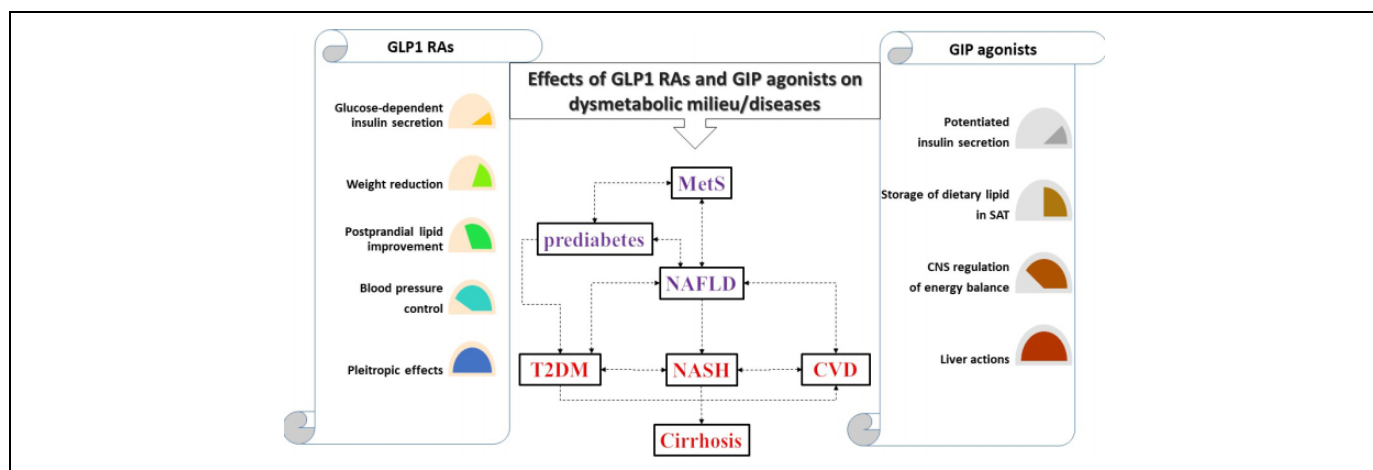 GLP1 RAs
Glucose-dependent
insulin secretion
Weight reduction
Postprandial lipid
improvement
Blood pressure
control
Pleitropic effects
Effects of GLP1 RAs and GIP agonists on
dysmetabolic milieu/diseases
MetS
prediabetes
NAFLD
T2DM
NASH
CVD
Cirrhosis
GIP agonists
Potentiated
insulin secretion
Storage of dietary lipid
in SAT
CNS regulation
of energy balance
Liver actions